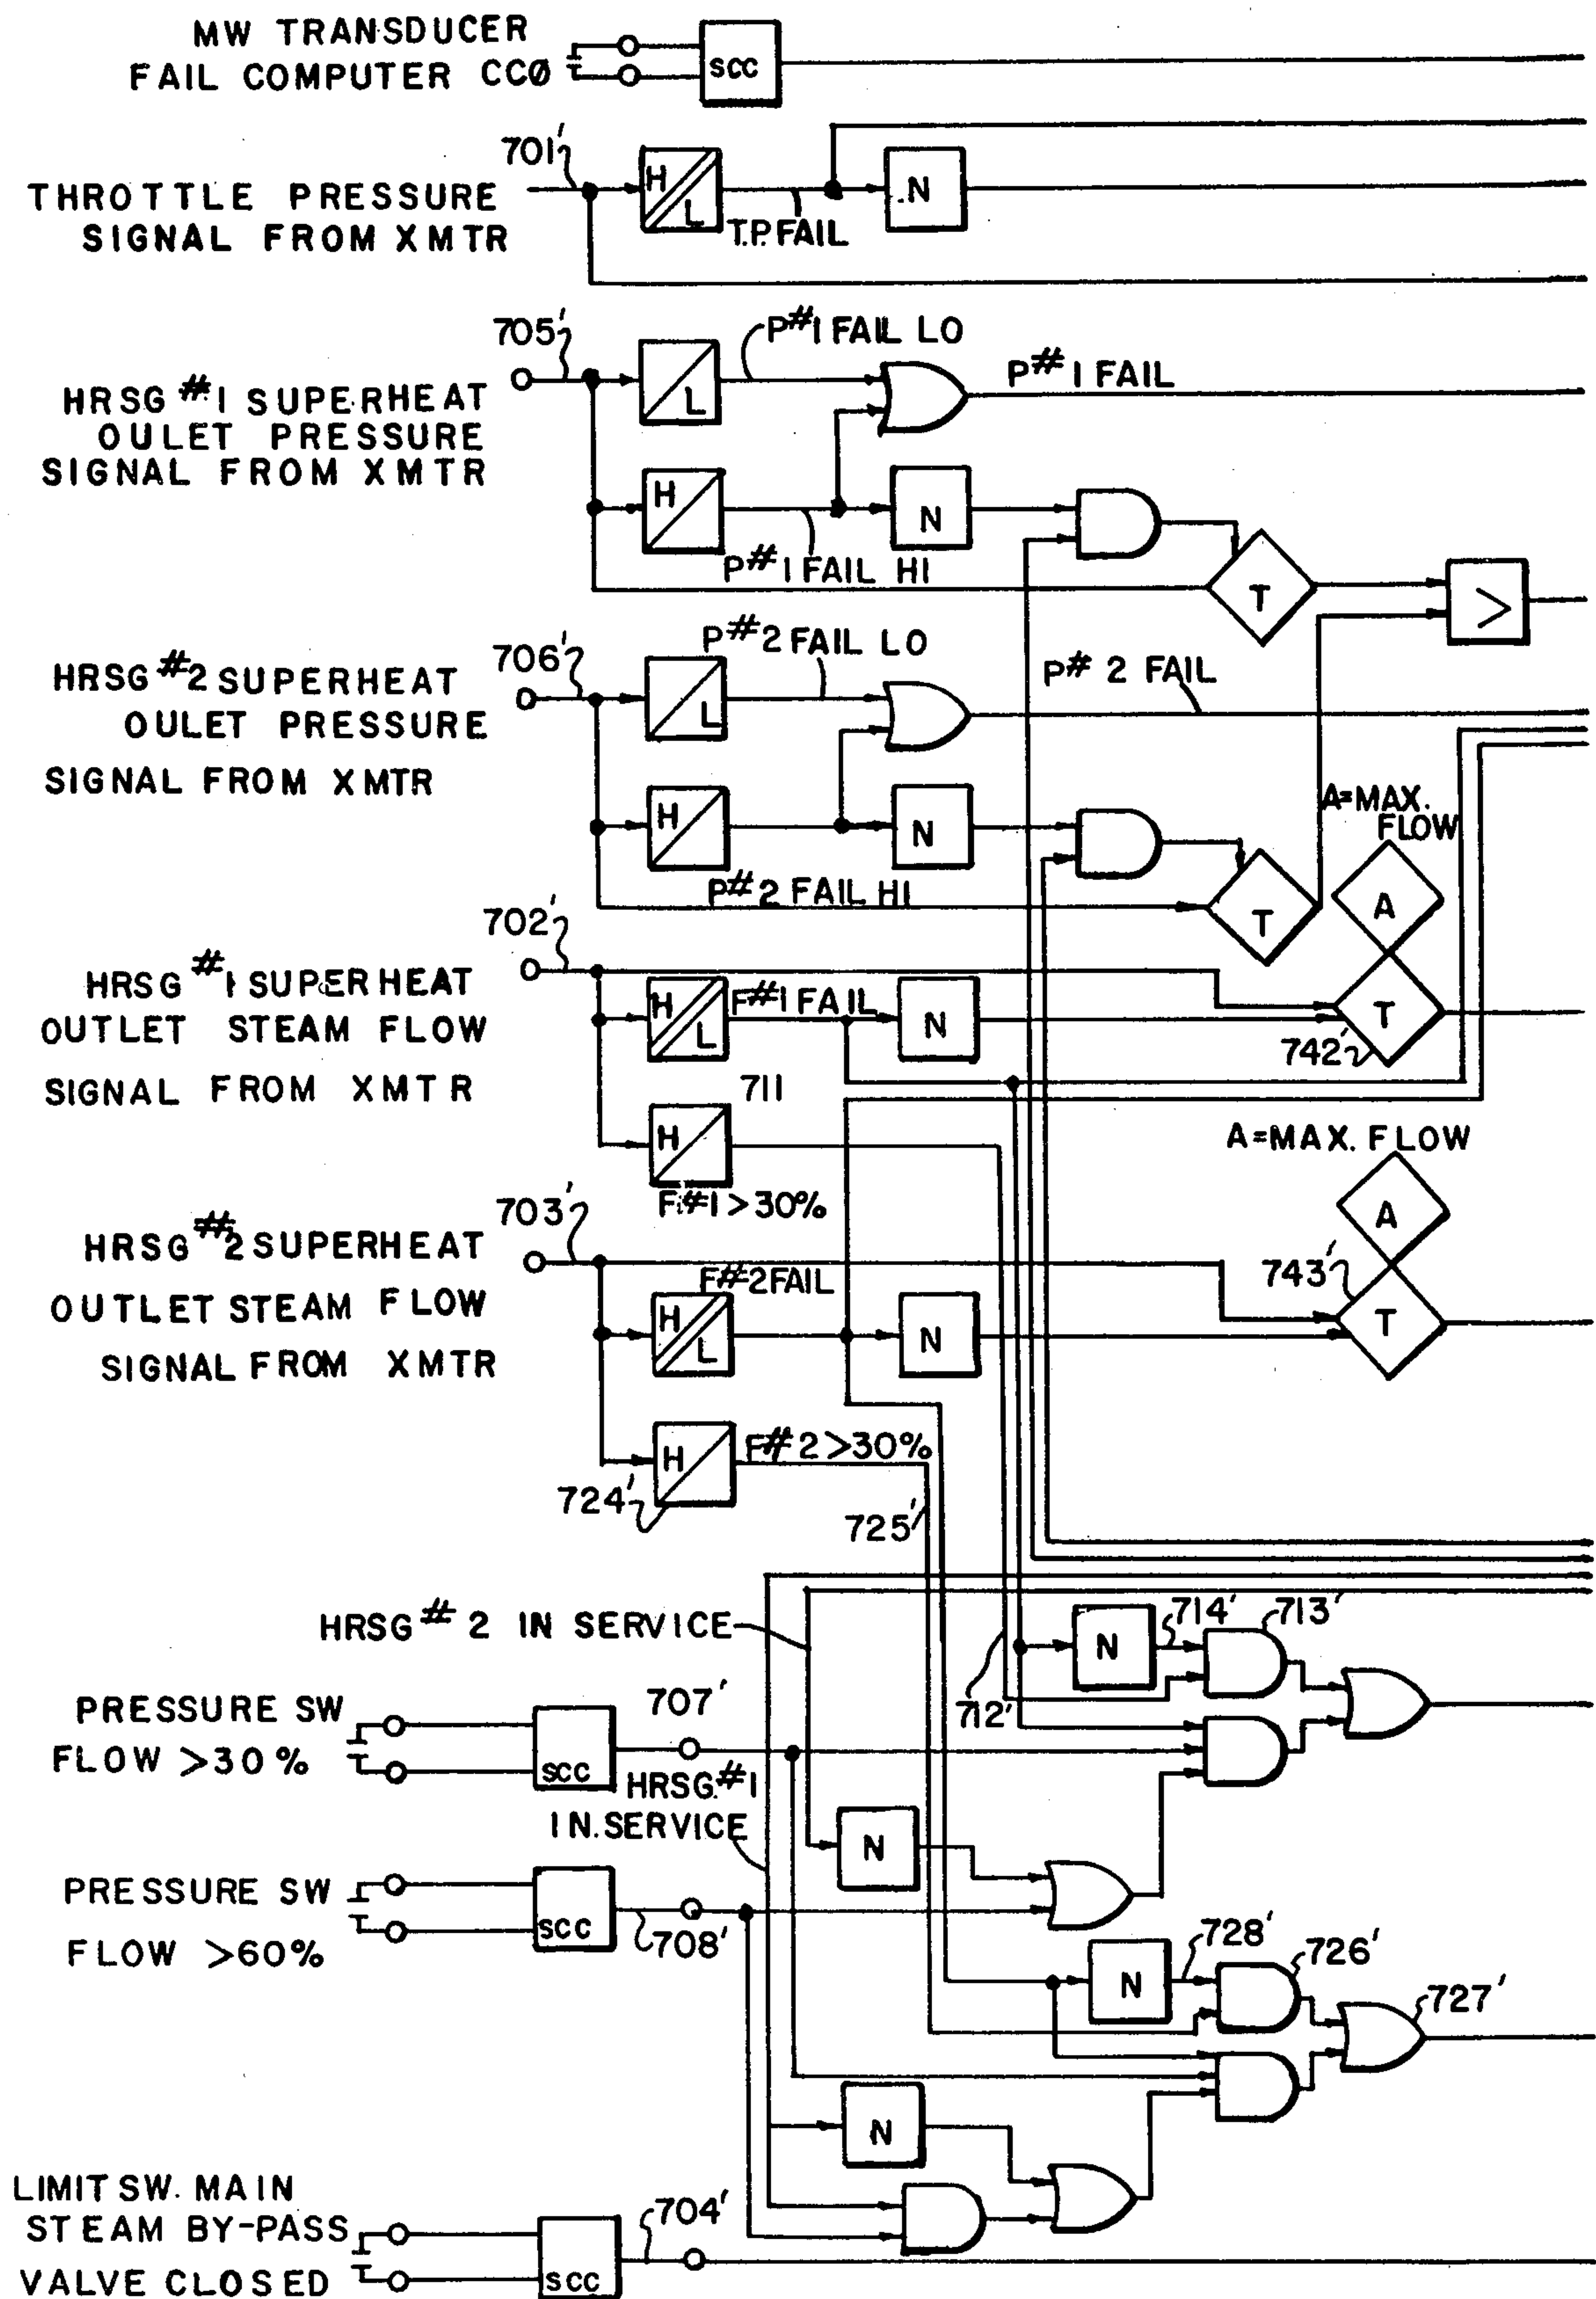 MW TRANSDUCER
FAIL COMPUTER CCØ
SCC
701'
THROTTLE PRESSURE
SIGNAL FROM XMTR
H
L
T.P. FAIL
N
705'
HRSG #1 SUPERHEAT
OULET PRESSURE
SIGNAL FROM XMTR
L
P#1 FAIL LO
P#1 FAIL
H
N
P#1 FAIL HI
T
>
706'
HRSG #2 SUPERHEAT
OULET PRESSURE
SIGNAL FROM XMTR
P#2 FAIL LO
L
P#2 FAIL
H
N
P#2 FAIL HI
T
A=MAX.
FLOW
A
702'
HRSG #1 SUPERHEAT
OUTLET STEAM FLOW
SIGNAL FROM XMTR
H
L
F#1 FAIL
N
T
742'
711
H
F#1>30%
A=MAX. FLOW
A
703'
HRSG #2 SUPERHEAT
OUTLET STEAM FLOW
SIGNAL FROM XMTR
F#2 FAIL
H
L
N
743'
T
H
F#2>30%
724'
725'
HRSG #2 IN SERVICE
N
714'
713'
712'
PRESSURE SW
FLOW >30%
SCC
707'
HRSG.#1
IN.SERVICE
N
PRESSURE SW
FLOW >60%
SCC
708'
N
728'
726'
727'
N
LIMIT SW. MAIN
STEAM BY-PASS
VALVE CLOSED
SCC
704'